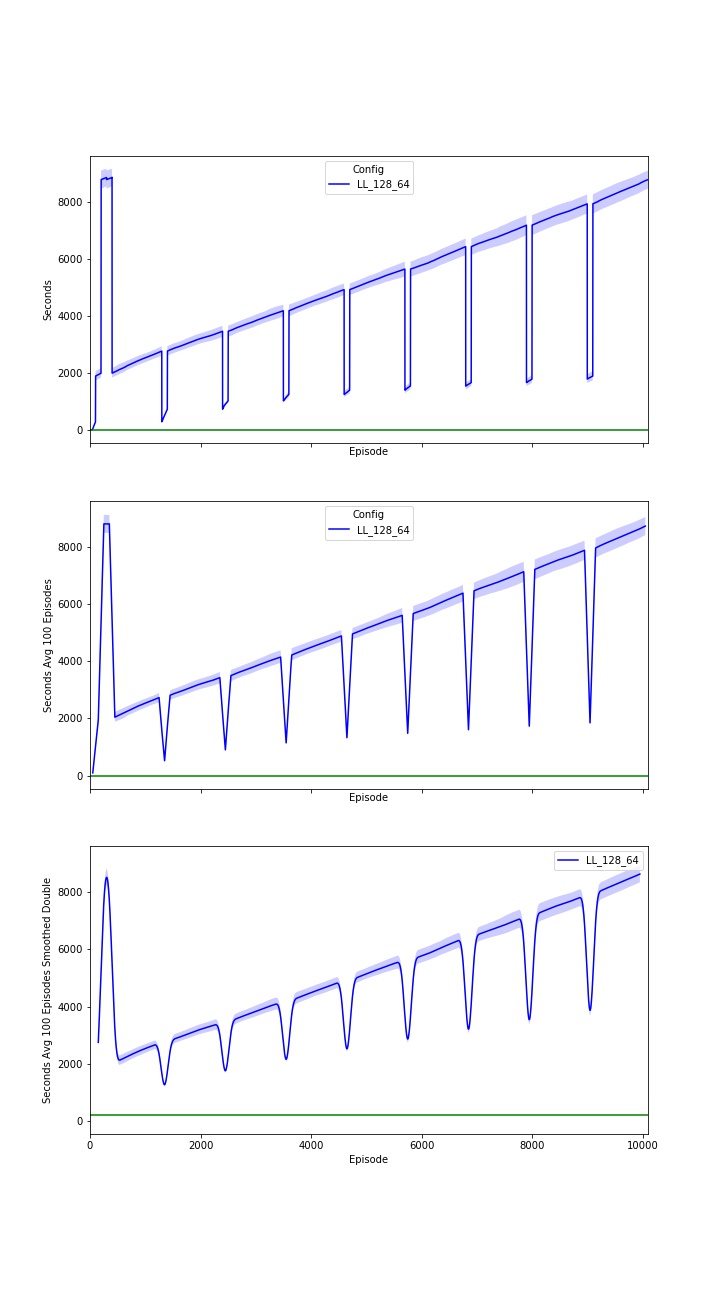 Config
LL_128_64
8000
6000
4000
2000
0
Seconds
Episode
Config
LL_128_64
8000
6000
4000
2000
0
Seconds Avg 100 Episodes
Episode
LL_128_64
8000
6000
4000
2000
0
Seconds Avg 100 Episodes Smoothed Double
0 2000 4000 6000 8000 10000
Episode